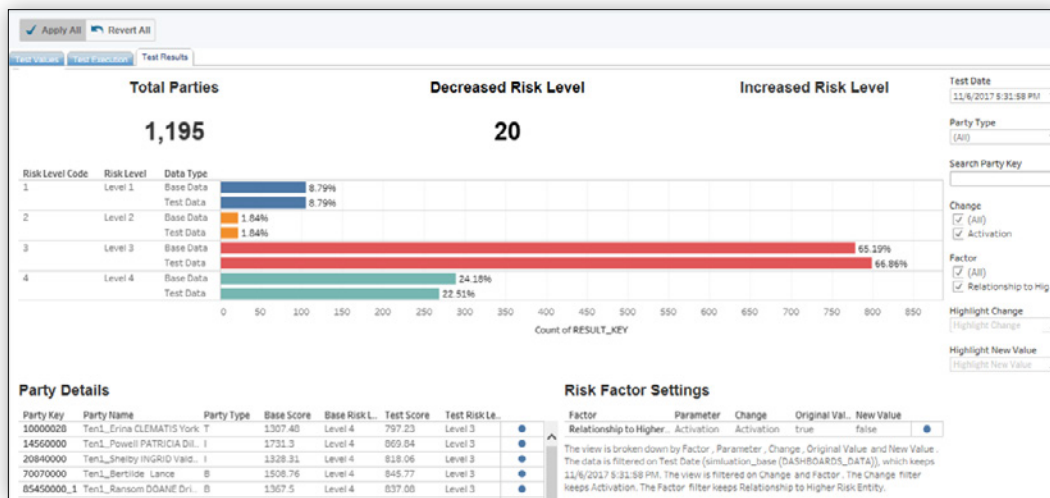 Apply All Revert All
Test Values Test Execution Test Results
Total Parties Decreased Risk Level Increased Risk Level
1,195 20
Test Date
11/6/2017 5:31:58 PM
Party Type
(All)
Search Party Key
Change
(All)
Activation
Factor
(All)
Relationship to Hig
Highlight Change
Highlight Change
Highlight New Value
Highlight New Value
Risk Level Code Risk Level Data Type
1 Level 1 Base Data 8.79%
Test Data 8.79%
2 Level 2 Base Data 1.84%
Test Data 1.84%
3 Level 3 Base Data 65.19%
Test Data 66.86%
4 Level 4 Base Data 24.18%
Test Data 22.51%
0 50 100 150 200 250 300 350 400 450 500 550 600 650 700 750 800 850
Count of RESULT_KEY
Party Details
Party Key Party Name Party Type Base Score Base Risk L.. Test Score Test Risk Le..
10000028 Ten1_Erina CLEMATIS York T 1307.48 Level 4 797.23 Level 3
14560000 Ten1_Powell PATRICIA Dil.. I 1731.3 Level 4 869.84 Level 3
20840000 Ten1_Shelby INGRID Vald.. I 1328.31 Level 4 818.06 Level 3
70070000 Ten1_Bertilde Lance B 1508.76 Level 4 845.77 Level 3
85450000_1 Ten1_Ransom DOANE Dri.. B 1367.5 Level 4 837.08 Level 3
Risk Factor Settings
Factor Parameter Change Original Val.. New Value
Relationship to Higher.. Activation Activation true false
The view is broken down by Factor , Parameter , Change , Original Value and New Value .
The data is filtered on Test Date (simluation_base (DASHBOARDS_DATA)), which keeps
11/6/2017 5:31:58 PM. The view is filtered on Change and Factor . The Change filter
keeps Activation. The Factor filter keeps Relationship to Higher Risk Entity.